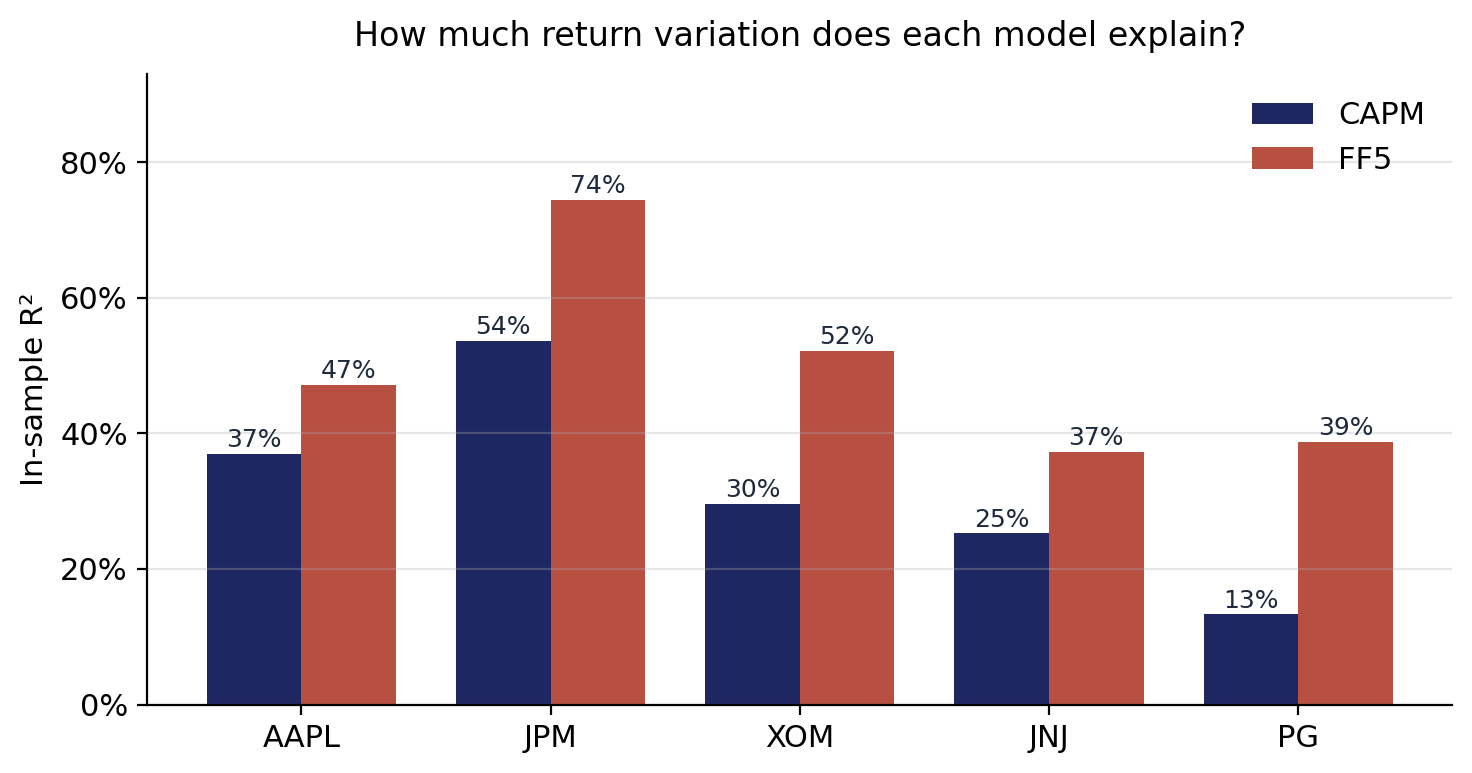 How much return variation does each model explain?
CAPM
FF5
In-sample R²
80%
60%
40%
20%
0%
37%
47%
54%
74%
30%
52%
25%
37%
13%
39%
AAPL
JPM
XOM
JNJ
PG